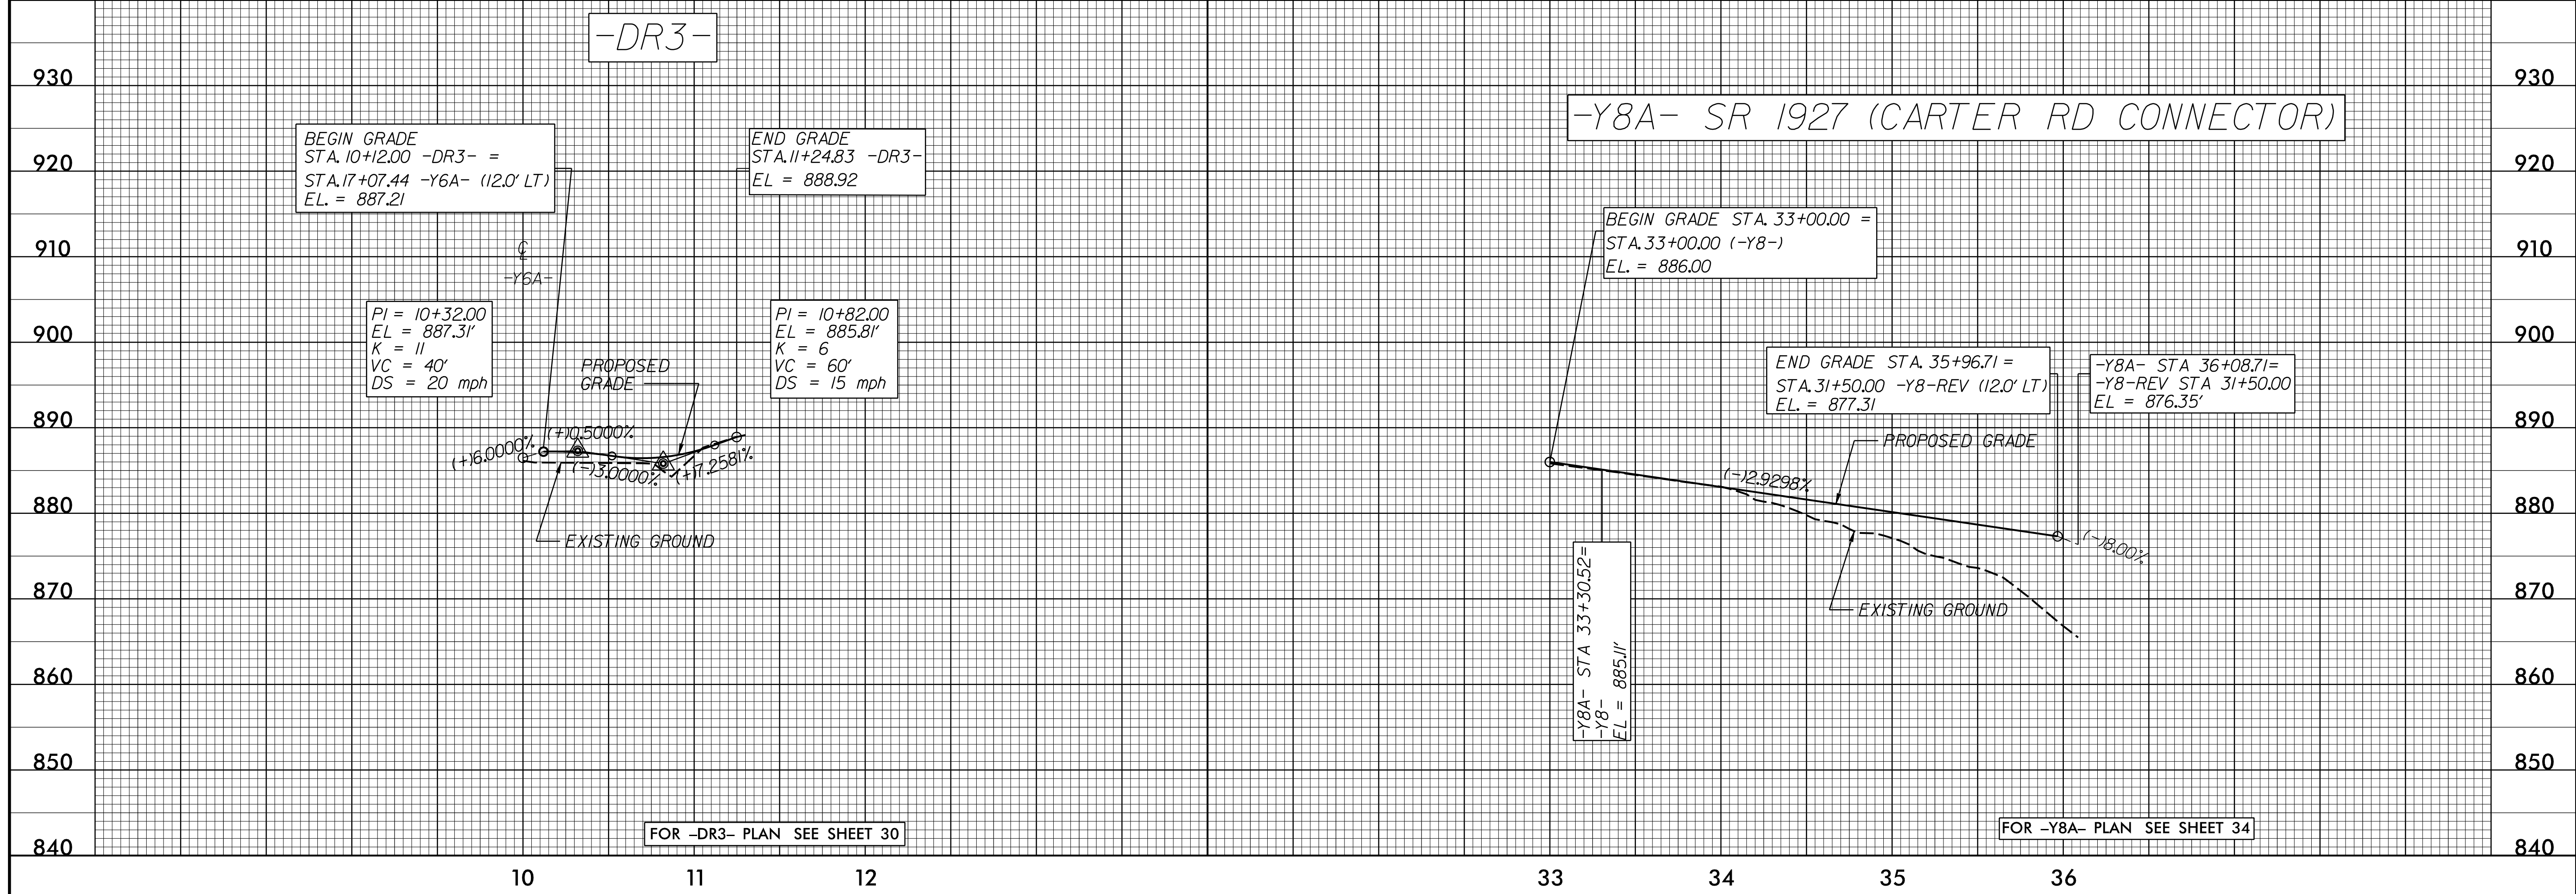 -DR3-
-Y8A- SR 1927 (CARTER RD CONNECTOR)
930
920
910
900
890
880
870
860
850
840
BEGIN GRADE
STA.10+12.00 -DR3- =
STA.17+07.44 -Y6A- (12.0' LT)
EL. = 887.21
END GRADE
STA.11+24.83 -DR3-
EL = 888.92
℄
-Y6A-
PI = 10+32.00
EL = 887.31'
K = 11
VC = 40'
DS = 20 mph
PROPOSED
GRADE
PI = 10+82.00
EL = 885.81'
K = 6
VC = 60'
DS = 15 mph
(+)6.0000%
(+)0.5000%
(-)3.0000%
(+)7.2581%
EXISTING GROUND
FOR -DR3- PLAN SEE SHEET 30
BEGIN GRADE STA. 33+00.00 =
STA.33+00.00 (-Y8-)
EL. = 886.00
END GRADE STA. 35+96.71 =
STA.31+50.00 -Y8-REV (12.0' LT)
EL. = 877.31
-Y8A- STA 36+08.71=
-Y8-REV STA 31+50.00
EL = 876.35'
PROPOSED GRADE
(-)2.9298%
(-)8.00%
EXISTING GROUND
-Y8A- STA 33+30.52=
-Y8-
EL = 885.11'
FOR -Y8A- PLAN SEE SHEET 34
930
920
910
900
890
880
870
860
850
840
10 11 12 33 34 35 36